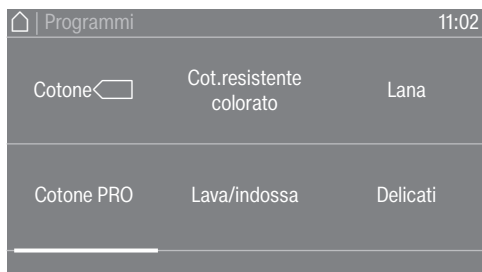 | Programmi 11:02
Cotone Cot.resistente colorato Lana
Cotone PRO Lava/indossa Delicati